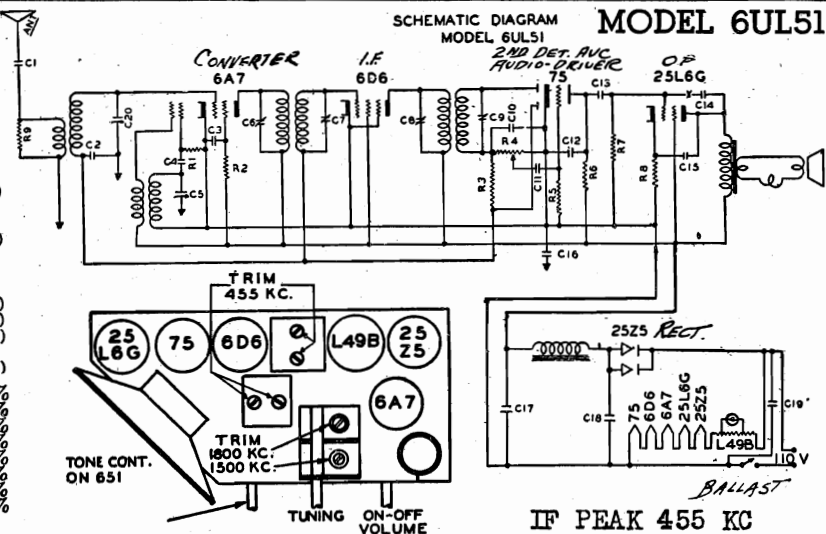 SCHEMATIC DIAGRAM
MODEL 6UL51
MODEL 6UL51
ANT
CONVERTER
6A7
I.F
6D6
2ND DET. AVC
AUDIO-DRIVER
75
OP
25L6G
C1
R9
C2
C20
C4
R1
C5
C3
R2
C6
C7
C8
C9
C10
R4
R3
C11
R5
C12
C13
R6
R7
R8
C14
C15
C16
TRIM
455 KC.
25
L6G
75
6D6
L49B
25
Z5
6A7
TRIM
1800 KC.
1500 KC.
TONE CONT.
ON 651
TUNING
ON-OFF
VOLUME
25Z5 RECT.
C17
C18
C19
75
6D6
6A7
25L6G
25Z5
L49B
110 V
BALLAST
IF PEAK 455 KC